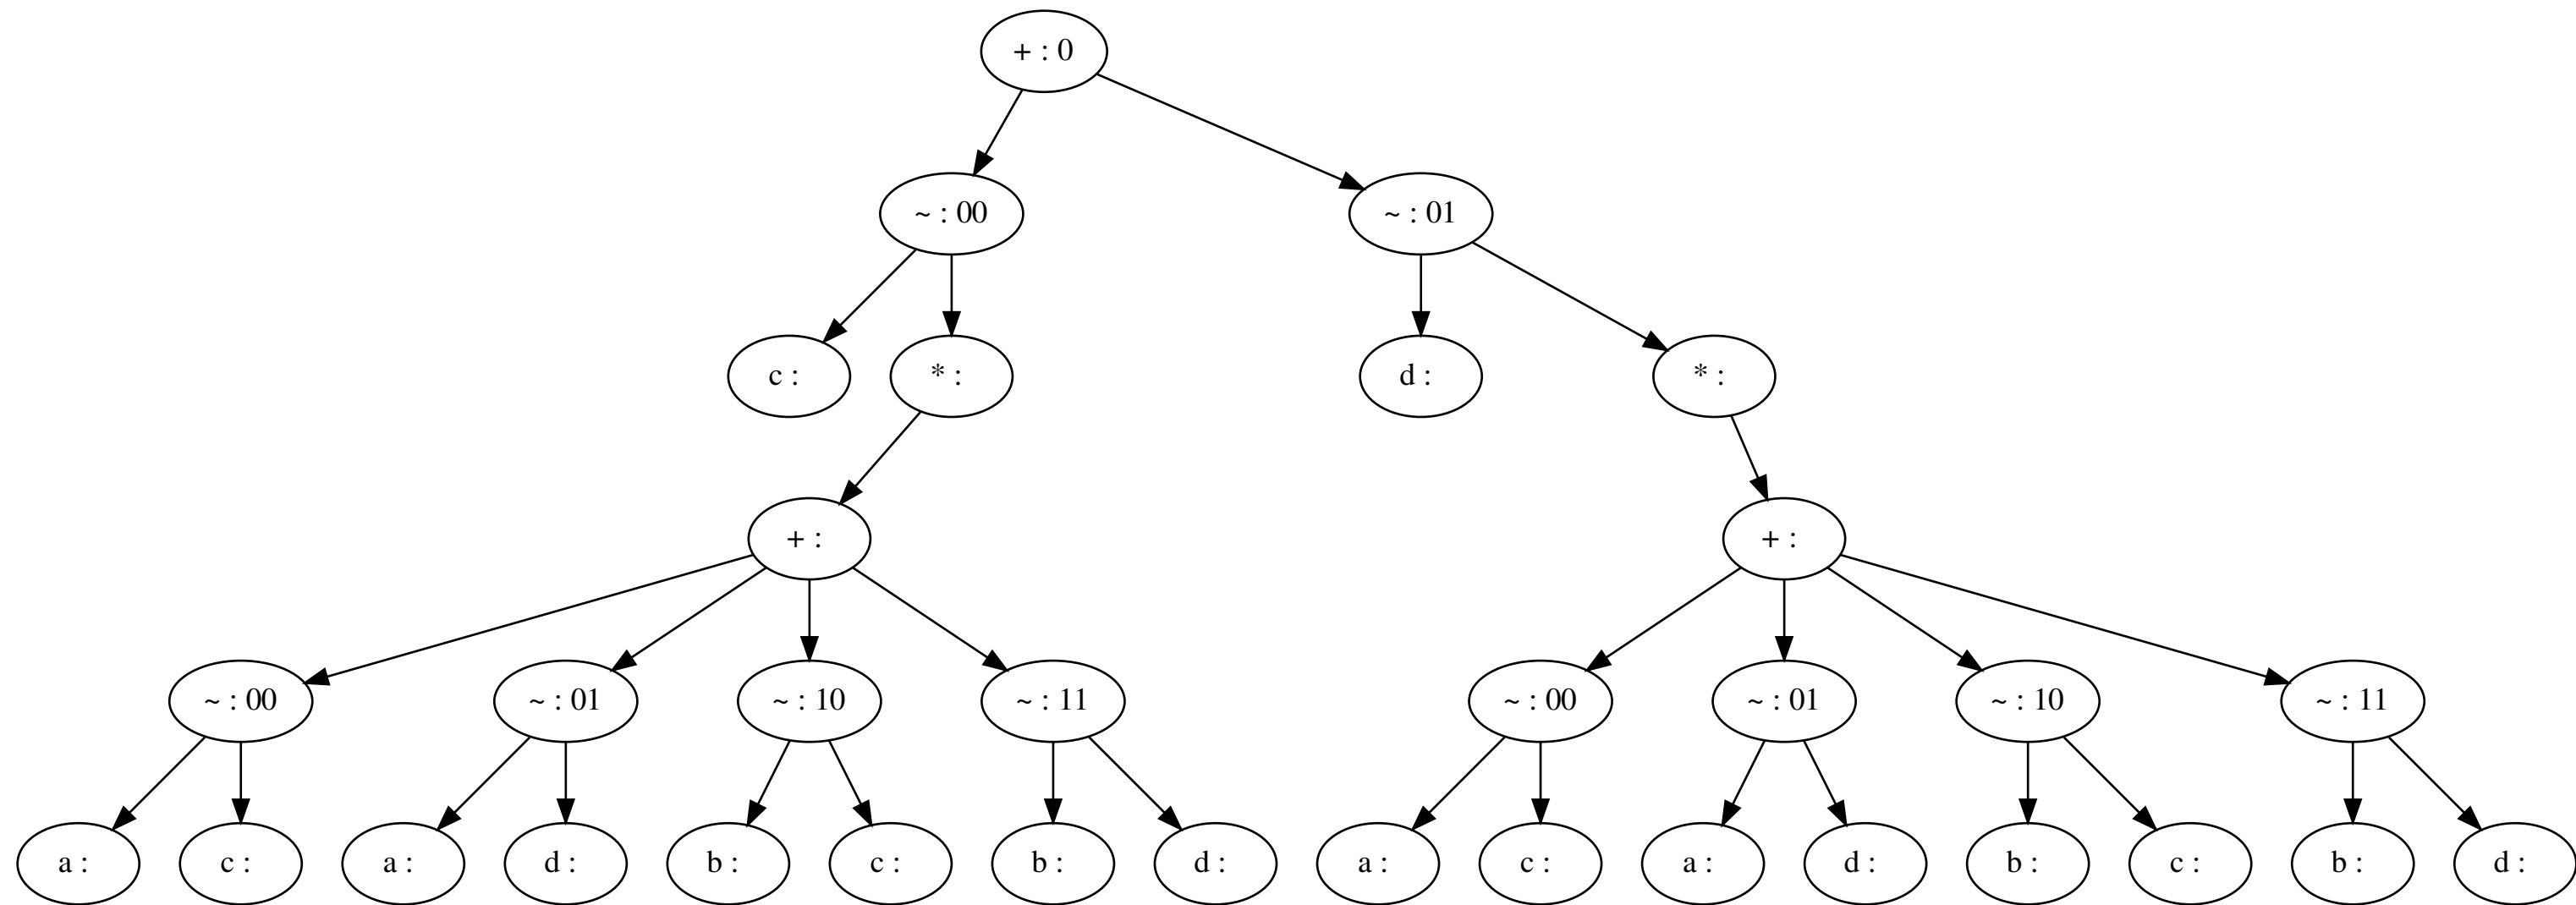 + : 0
~ : 00
~ : 01
c :
* :
d :
* :
+ :
+ :
~ : 00
~ : 01
~ : 10
~ : 11
~ : 00
~ : 01
~ : 10
~ : 11
a :
c :
a :
d :
b :
c :
b :
d :
a :
c :
a :
d :
b :
c :
b :
d :